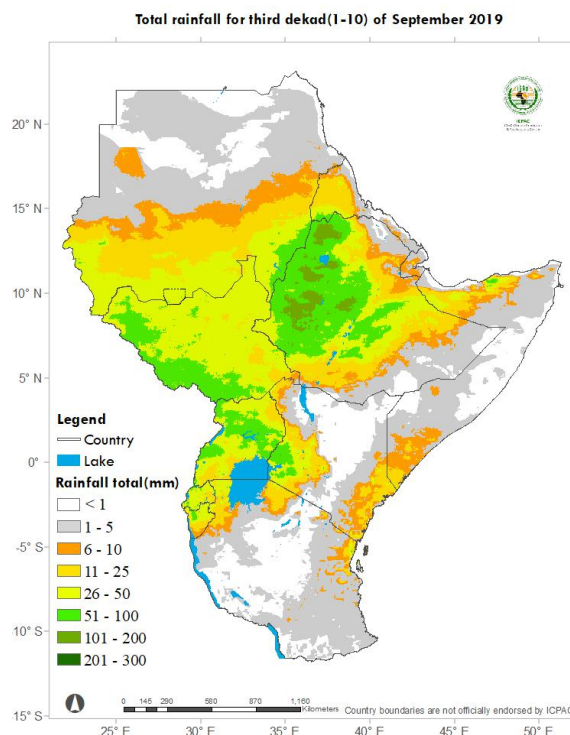 Total rainfall for third dekad(1-10) of September 2019
ICPAC
20° N
15° N
10° N
5° N
0°
5° S
10° S
15° S
Legend
Country
Lake
Rainfall total(mm)
< 1
1 - 5
6 - 10
11 - 25
26 - 50
51 - 100
101 - 200
201 - 300
0 145 290 580 870 1,160
Kilometers
Country boundaries are not officially endorsed by ICPAC
25° E 30° E 35° E 40° E 45° E 50° E